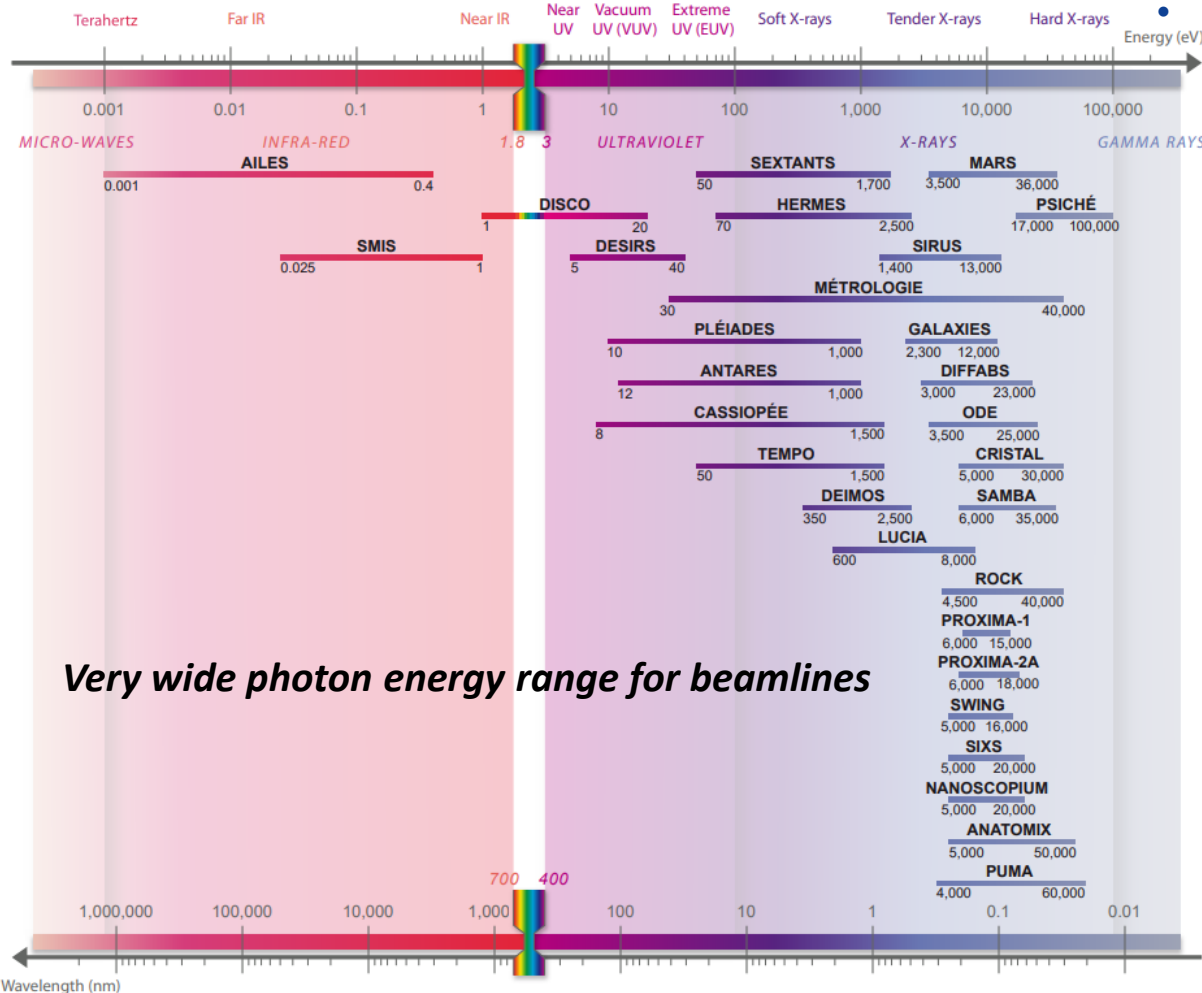 Terahertz Far IR Near IR Near UV Vacuum UV (VUV) Extreme UV (EUV) Soft X-rays Tender X-rays Hard X-rays
Energy (eV)
0.001 0.01 0.1 1 10 100 1,000 10,000 100,000
MICRO-WAVES INFRA-RED 1.8 3 ULTRAVIOLET X-RAYS GAMMA RAYS
AILES SEXTANTS MARS
0.001 0.4 50 1,700 3,500 36,000
DISCO HERMES PSICHÉ
1 20 70 2,500 17,000 100,000
SMIS DESIRS SIRUS
0.025 1 5 40 1,400 13,000
MÉTROLOGIE
30 40,000
PLÉIADES GALAXIES
10 1,000 2,300 12,000
ANTARES DIFFABS
12 1,000 3,000 23,000
CASSIOPÉE ODE
8 1,500 3,500 25,000
TEMPO CRISTAL
50 1,500 5,000 30,000
DEIMOS SAMBA
350 2,500 6,000 35,000
LUCIA
600 8,000
ROCK
4,500 40,000
PROXIMA-1
6,000 15,000
Very wide photon energy range for beamlines
PROXIMA-2A
6,000 18,000
SWING
5,000 16,000
SIXS
5,000 20,000
NANOSCOPIUM
5,000 20,000
ANATOMIX
5,000 50,000
PUMA
4,000 60,000
700 400
1,000,000 100,000 10,000 1,000 100 10 1 0.1 0.01
Wavelength (nm)